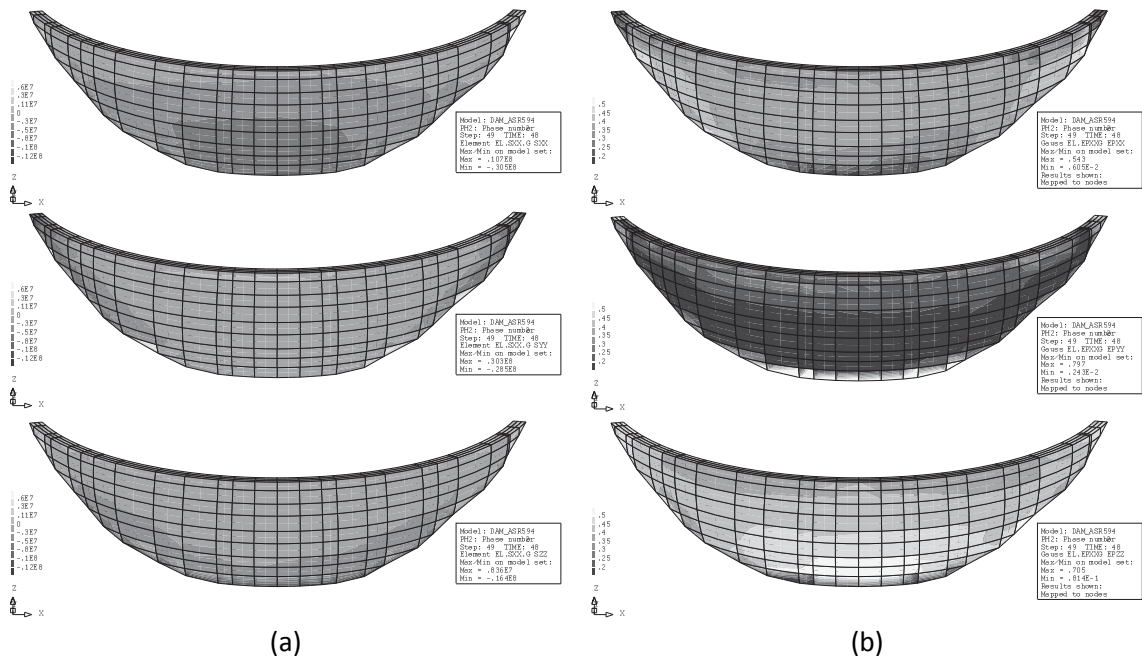 .6E7
.3E7
.11E7
0
-.3E7
-.5E7
-.8E7
-.1E8
-.12E8
Z
X
Model: DAM_ASR594
PH2: Phase number
Step: 49 TIME: 48
Element EL.SXX.G SXX
Max/Min on model set:
Max = .107E8
Min = -.305E8
.5
.45
.4
.35
.3
.25
.2
Z
X
Model: DAM_ASR594
PH2: Phase number
Step: 49 TIME: 48
Gauss EL.EPXXG EPXX
Max/Min on model set:
Max = .543
Min = .605E-2
Results shown:
Mapped to nodes
.6E7
.3E7
.11E7
0
-.3E7
-.5E7
-.8E7
-.1E8
-.12E8
Z
X
Model: DAM_ASR594
PH2: Phase number
Step: 49 TIME: 48
Element EL.SXX.G SYY
Max/Min on model set:
Max = .303E8
Min = -.285E8
.5
.45
.4
.35
.3
.25
.2
Z
X
Model: DAM_ASR594
PH2: Phase number
Step: 49 TIME: 48
Gauss EL.EPXXG EPYY
Max/Min on model set:
Max = .797
Min = .243E-2
Results shown:
Mapped to nodes
.6E7
.3E7
.11E7
0
-.3E7
-.5E7
-.8E7
-.1E8
-.12E8
Z
X
Model: DAM_ASR594
PH2: Phase number
Step: 49 TIME: 48
Element EL.SXX.G SZZ
Max/Min on model set:
Max = .836E7
Min = -.164E8
.5
.45
.4
.35
.3
.25
.2
Z
X
Model: DAM_ASR594
PH2: Phase number
Step: 49 TIME: 48
Gauss EL.EPXXG EPZZ
Max/Min on model set:
Max = .705
Min = .814E-1
Results shown:
Mapped to nodes
(a)
(b)